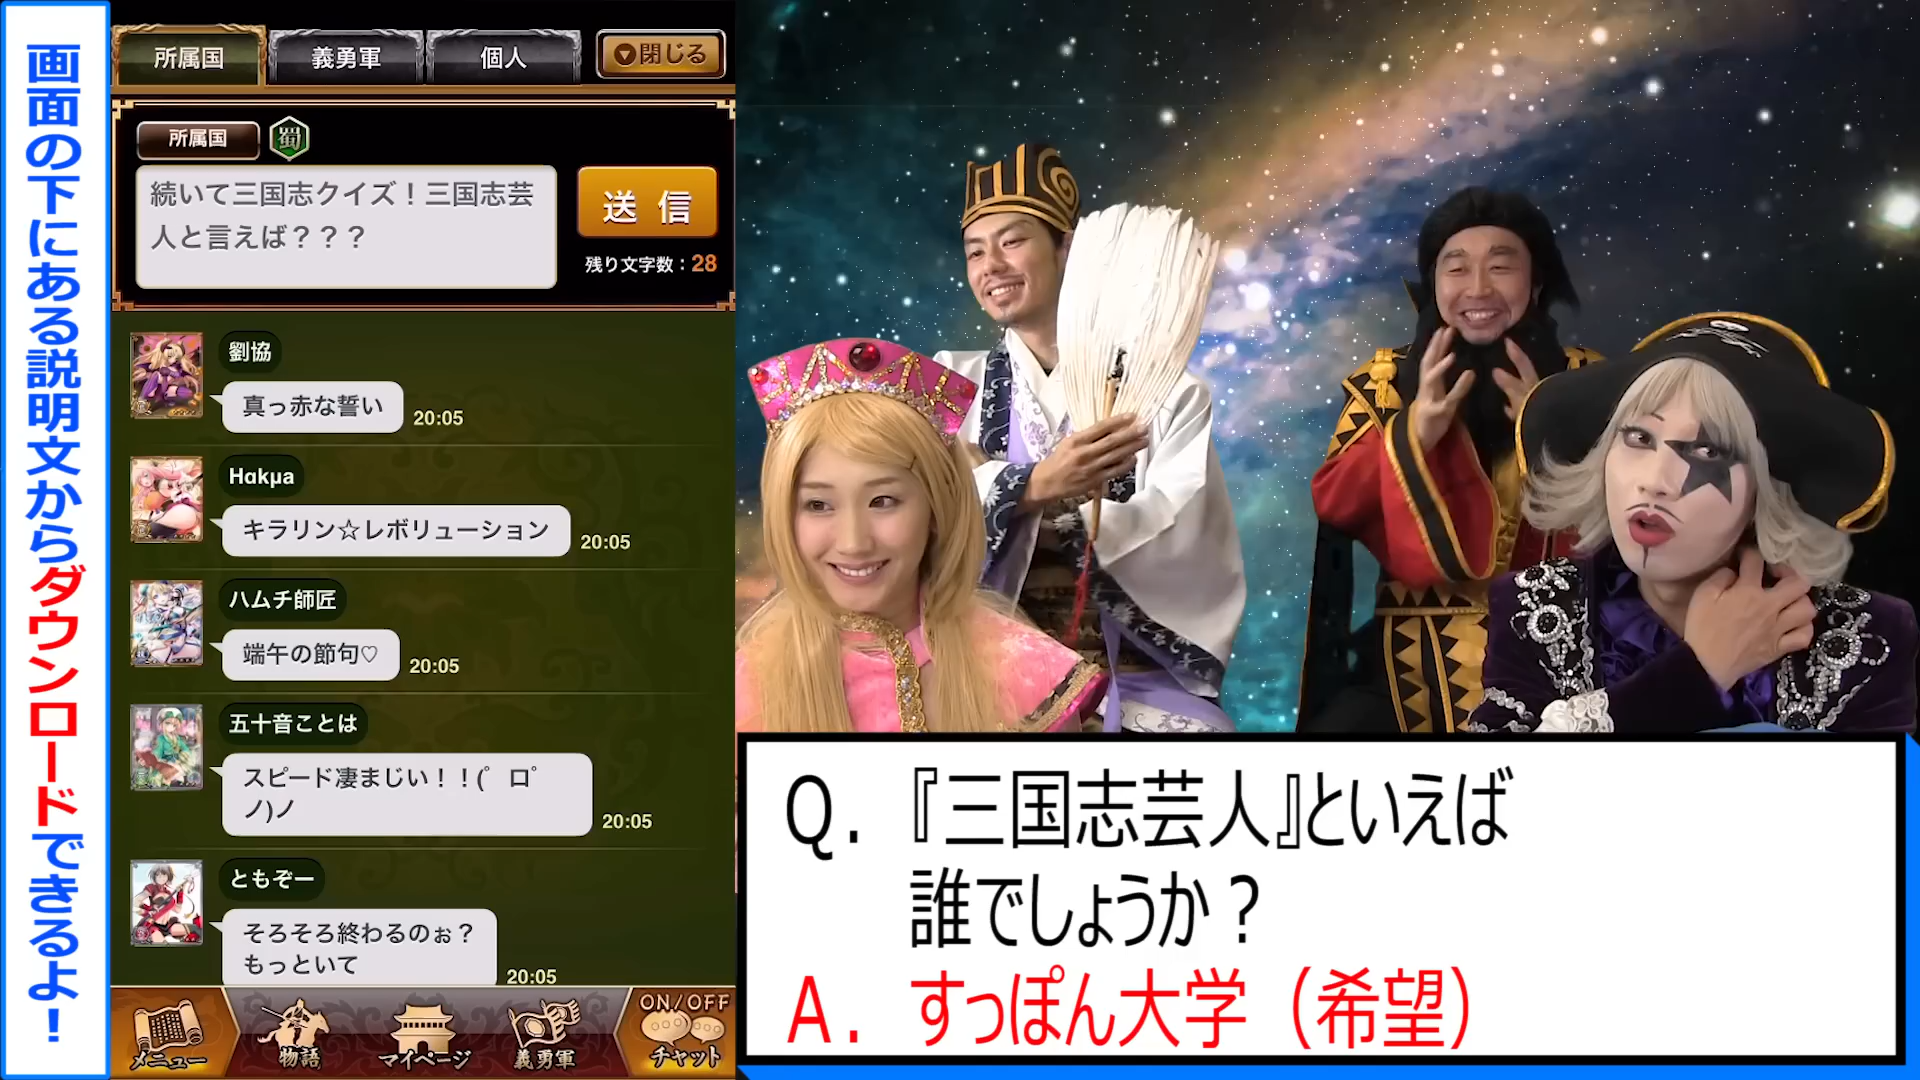 画面の下にある説明文からダウンロードできるよ！
所属国
義勇軍
個人
閉じる
所属国
蜀
続いて三国志クイズ！三国志芸
人と言えば？？？
送信
残り文字数：28
劉協
真っ赤な誓い
20:05
Hakμa
キラリン☆レボリューション
20:05
ハムチ師匠
端午の節句♡
20:05
五十音ことは
スピード凄まじい！！(ﾟロﾟ
ノ)ノ
20:05
ともぞー
そろそろ終わるのぉ？
もっといて
20:05
メニュー
物語
マイページ
義勇軍
ON/OFF
チャット
Q．『三国志芸人』といえば
誰でしょうか？
A．すっぽん大学（希望）